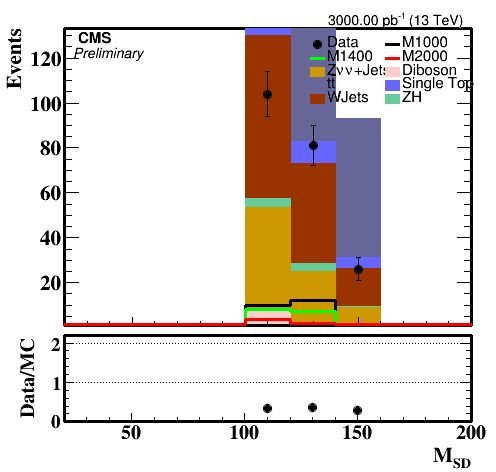 3000.00 pb⁻¹ (13 TeV)
CMS
Preliminary
Data
M1000
M1400
M2000
Zνν+Jets
Diboson
tt
Single Top
WJets
ZH
Events
120
100
80
60
40
20
Data/MC
2
1
0
50
100
150
200
M_SD